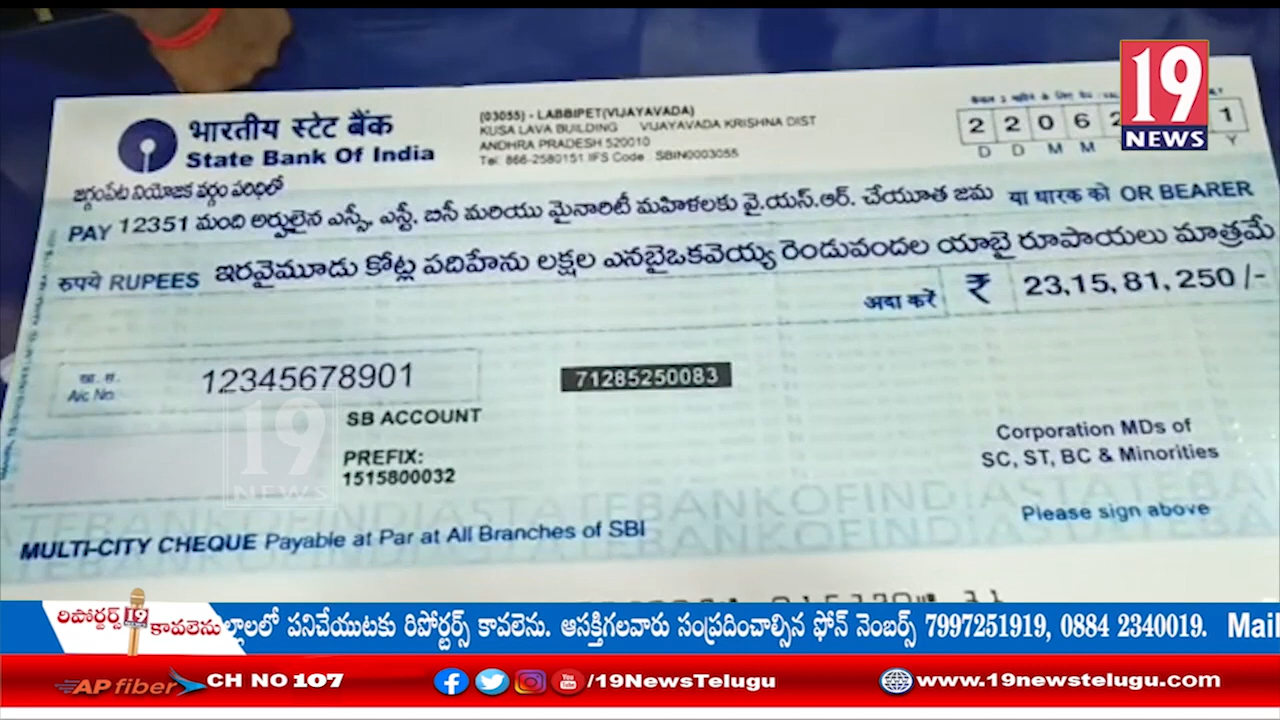 19
NEWS
भारतीय स्टेट बैंक
State Bank Of India
(03055) - LABBIPET(VIJAYAVADA)
KUSA LAVA BUILDING VIJAYAVADA KRISHNA DIST
ANDHRA PRADESH 520010
Tel: 866-2580151 IFS Code : SBIN0003055
2 2 0 6 2 1
D D M M Y
జగ్గంపేట నియోజక వర్గం పరిధిలో
PAY 12351 మంది అర్హులైన ఎస్సీ, ఎస్టీ, బిసీ మరియు మైనారిటీ మహిళలకు వై.యస్.ఆర్. చేయూత జమ या धारक को OR BEARER
रुपये RUPEES ఇరవైమూడు కోట్ల పదిహేను లక్షల ఎనబైఒకవెయ్య రెండువందల యాబై రూపాయలు మాత్రమే
अदा करें ₹ 23,15,81,250/-
खा. सं.
A/c No
12345678901
71285250083
SB ACCOUNT
PREFIX:
1515800032
Corporation MDs of
SC, ST, BC & Minorities
Please sign above
MULTI-CITY CHEQUE Payable at Par at All Branches of SBI
19
NEWS
రిపోర్టర్స్ 19
కావలెను
ల్లాలలో పనిచేయుటకు రిపోర్టర్స్ కావలెను. ఆసక్తిగలవారు సంప్రదించాల్సిన ఫోన్ నెంబర్స్ 7997251919, 0884 2340019. Mail
AP fiber CH NO 107
/19NewsTelugu
www.19newstelugu.com